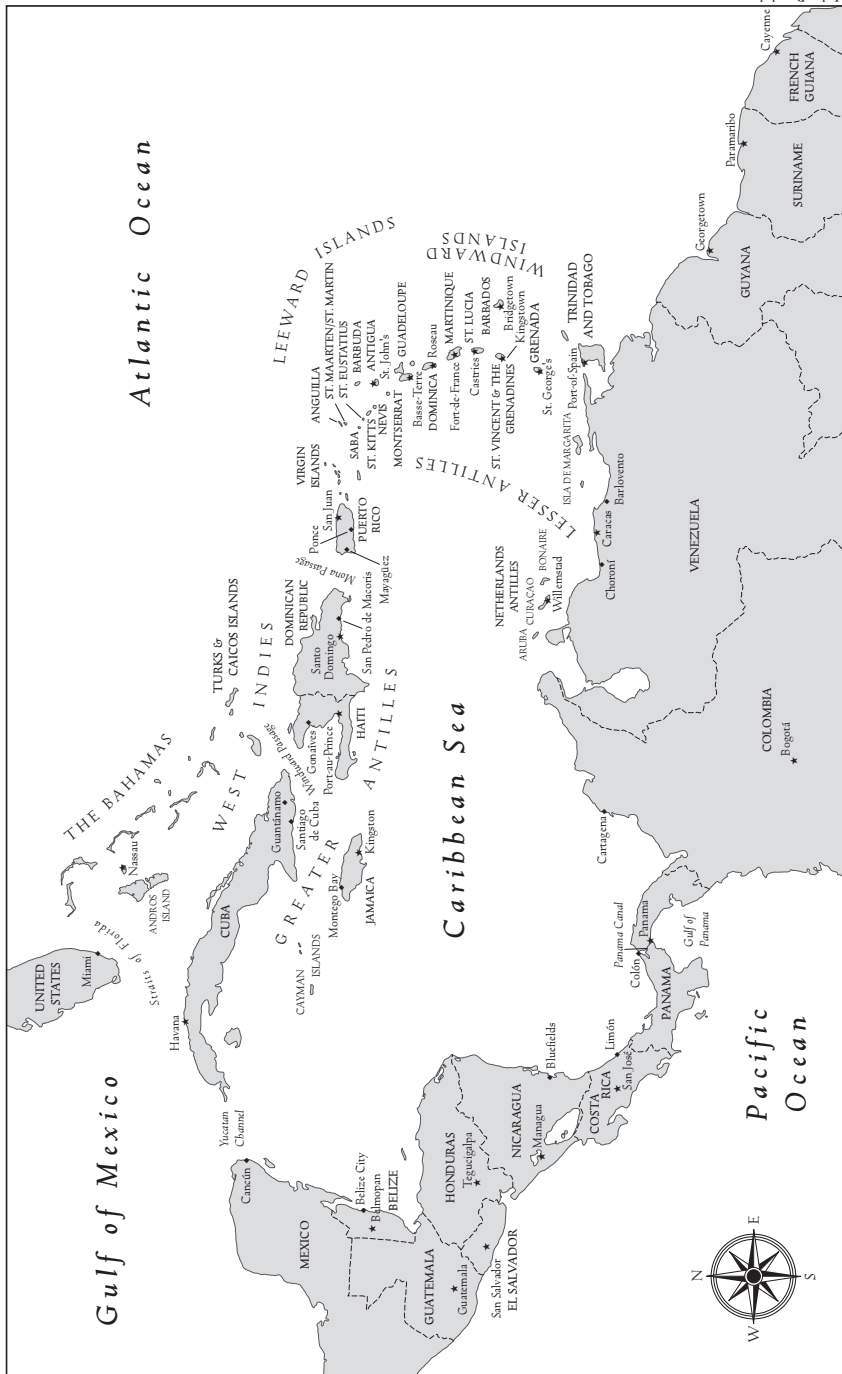 Gulf of Mexico
Atlantic Ocean
UNITED
STATES
Miami
Straits of Florida
THE BAHAMAS
Nassau
ANDROS
ISLAND
Havana
Yucatan
Channel
Cancún
MEXICO
CUBA
WEST INDIES
TURKS &
CAICOS ISLANDS
Guantánamo
Santiago
de Cuba
Windward Passage
CAYMAN
ISLANDS
GREATER ANTILLES
Montego Bay
Kingston
JAMAICA
Gonaïves
Port-au-Prince
HAITI
DOMINICAN
REPUBLIC
Santo
Domingo
San Pedro de Macoris
Mona Passage
Mayagüez
Ponce
San Juan
PUERTO
RICO
VIRGIN
ISLANDS
LEEWARD ISLANDS
ANGUILLA
ST. MAARTEN/ST. MARTIN
ST. EUSTATIUS
BARBUDA
ANTIGUA
St. John's
SABA
ST. KITTS
NEVIS
MONTSERRAT
GUADELOUPE
Basse-Terre
DOMINICA
Roseau
MARTINIQUE
Fort-de-France
ST. LUCIA
Castries
BARBADOS
Bridgetown
Kingstown
ST. VINCENT & THE
GRENADINES
GRENADA
St. George's
WINDWARD
ISLANDS
LESSER ANTILLES
TRINIDAD
AND TOBAGO
Port-of-Spain
ISLA DE MARGARITA
NETHERLANDS
ANTILLES
ARUBA
CURAÇAO
BONAIRE
Willemstad
Caribbean Sea
Belize City
Belmopan
BELIZE
GUATEMALA
Guatemala
San Salvador
EL SALVADOR
HONDURAS
Tegucigalpa
NICARAGUA
Managua
Bluefields
COSTA
RICA
Limón
San José
Panama Canal
Colón
Panama
PANAMA
Gulf of
Panama
Cartagena
COLOMBIA
Bogotá
Choroní
Caracas
Barlovento
VENEZUELA
Georgetown
GUYANA
Paramaribo
SURINAME
Cayenne
FRENCH
GUIANA
Pacific
Ocean
N
E
S
W